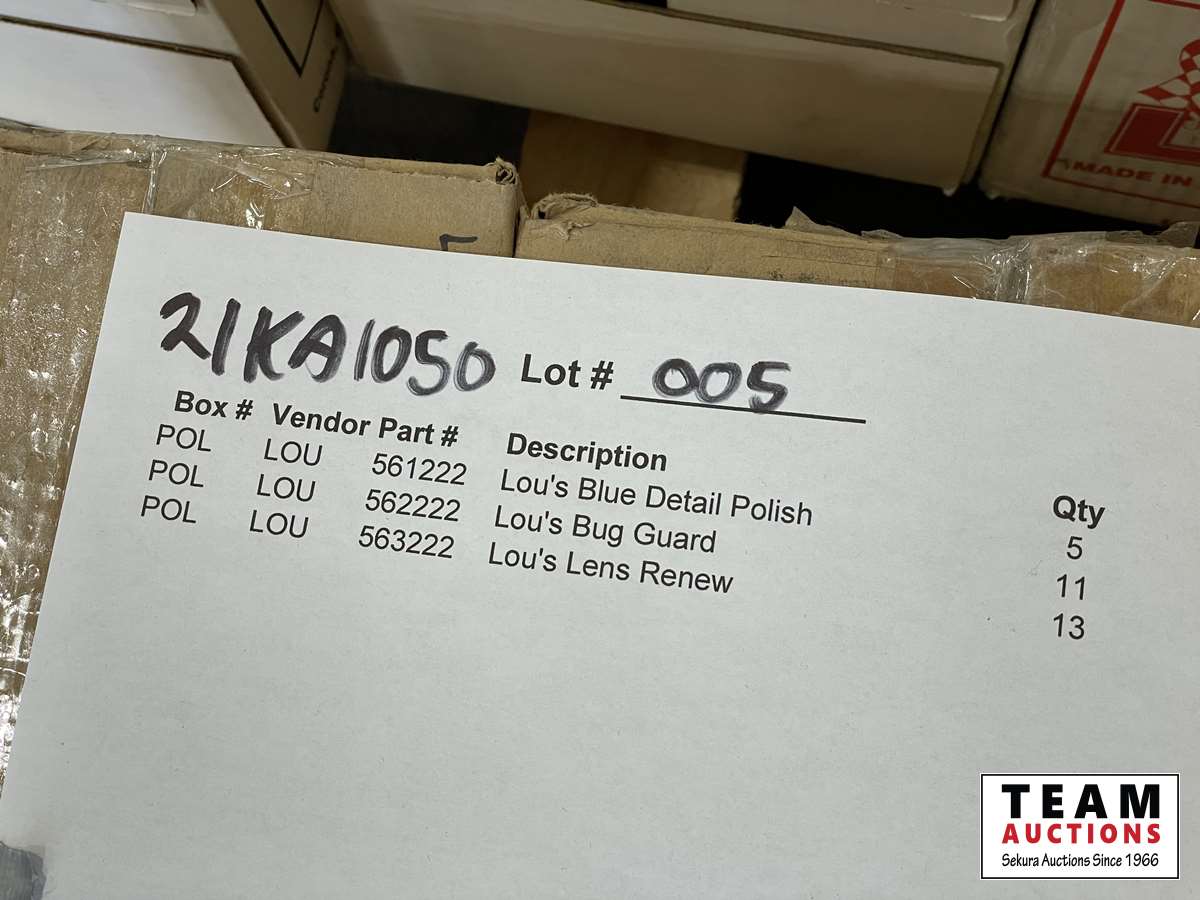 MADE IN
21KA1050 Lot # 005
Box # Vendor Part # Description Qty
POL LOU 561222 Lou's Blue Detail Polish 5
POL LOU 562222 Lou's Bug Guard 11
POL LOU 563222 Lou's Lens Renew 13
TEAM
AUCTIONS
Sekura Auctions Since 1966